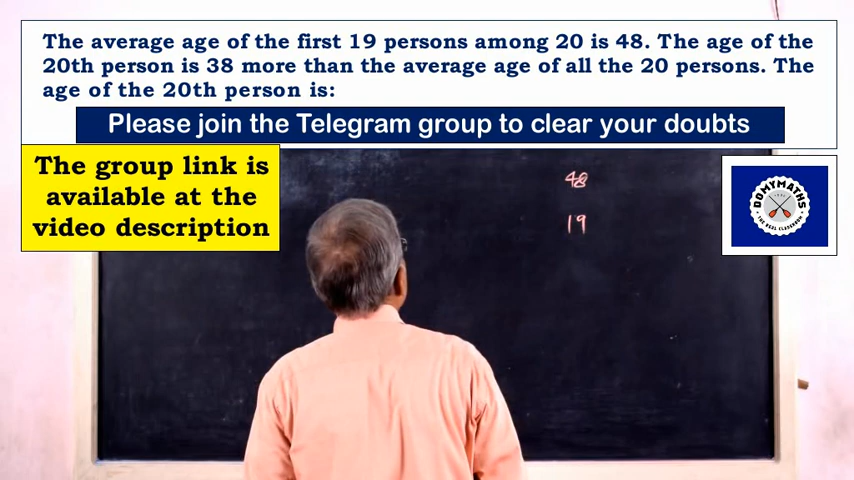 The average age of the first 19 persons among 20 is 48. The age of the
20th person is 38 more than the average age of all the 20 persons. The
age of the 20th person is:
Please join the Telegram group to clear your doubts
The group link is
available at the
video description
48
19
DOMYMATHS
THE REAL CLASSROOM